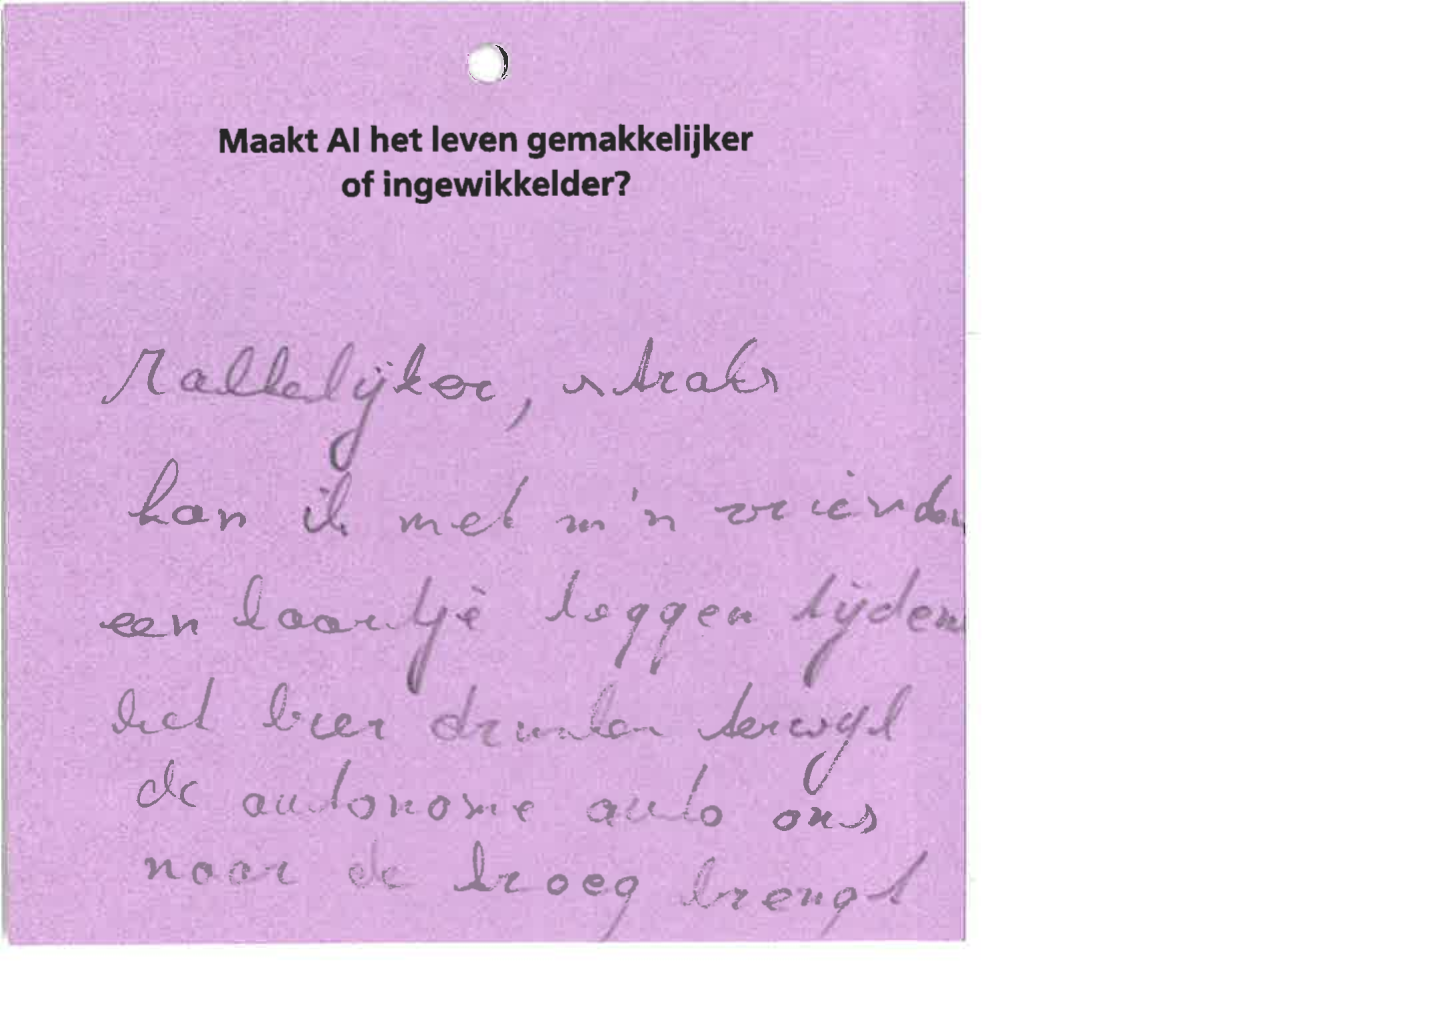 Maakt AI het leven gemakkelijker
of ingewikkelder?
Makkelijker, straks
kan ik met m'n vrienden
een kaartje leggen tijdens
het bier drinken terwijl
de autonome auto ons
naar de kroeg brengt